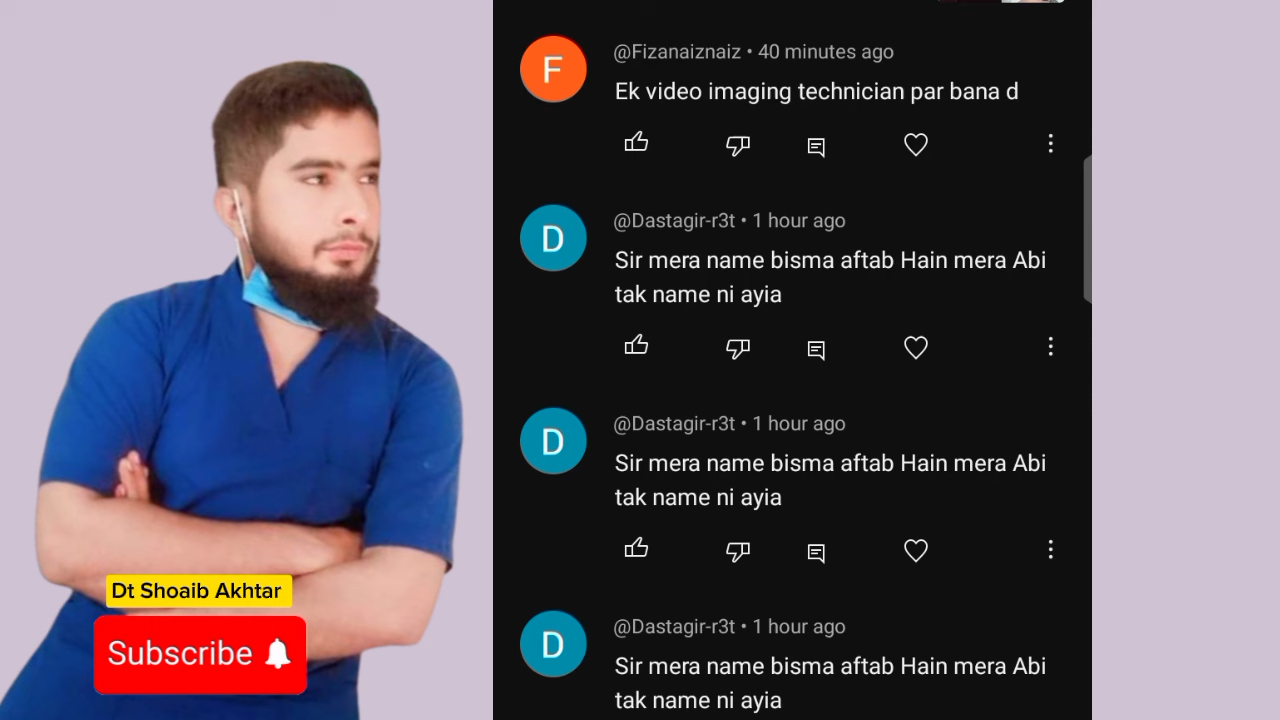 F
@Fizanaiznaiz • 40 minutes ago
Ek video imaging technician par bana d
D
@Dastagir-r3t • 1 hour ago
Sir mera name bisma aftab Hain mera Abi
tak name ni ayia
D
@Dastagir-r3t • 1 hour ago
Sir mera name bisma aftab Hain mera Abi
tak name ni ayia
D
@Dastagir-r3t • 1 hour ago
Sir mera name bisma aftab Hain mera Abi
tak name ni ayia
Dt Shoaib Akhtar
Subscribe